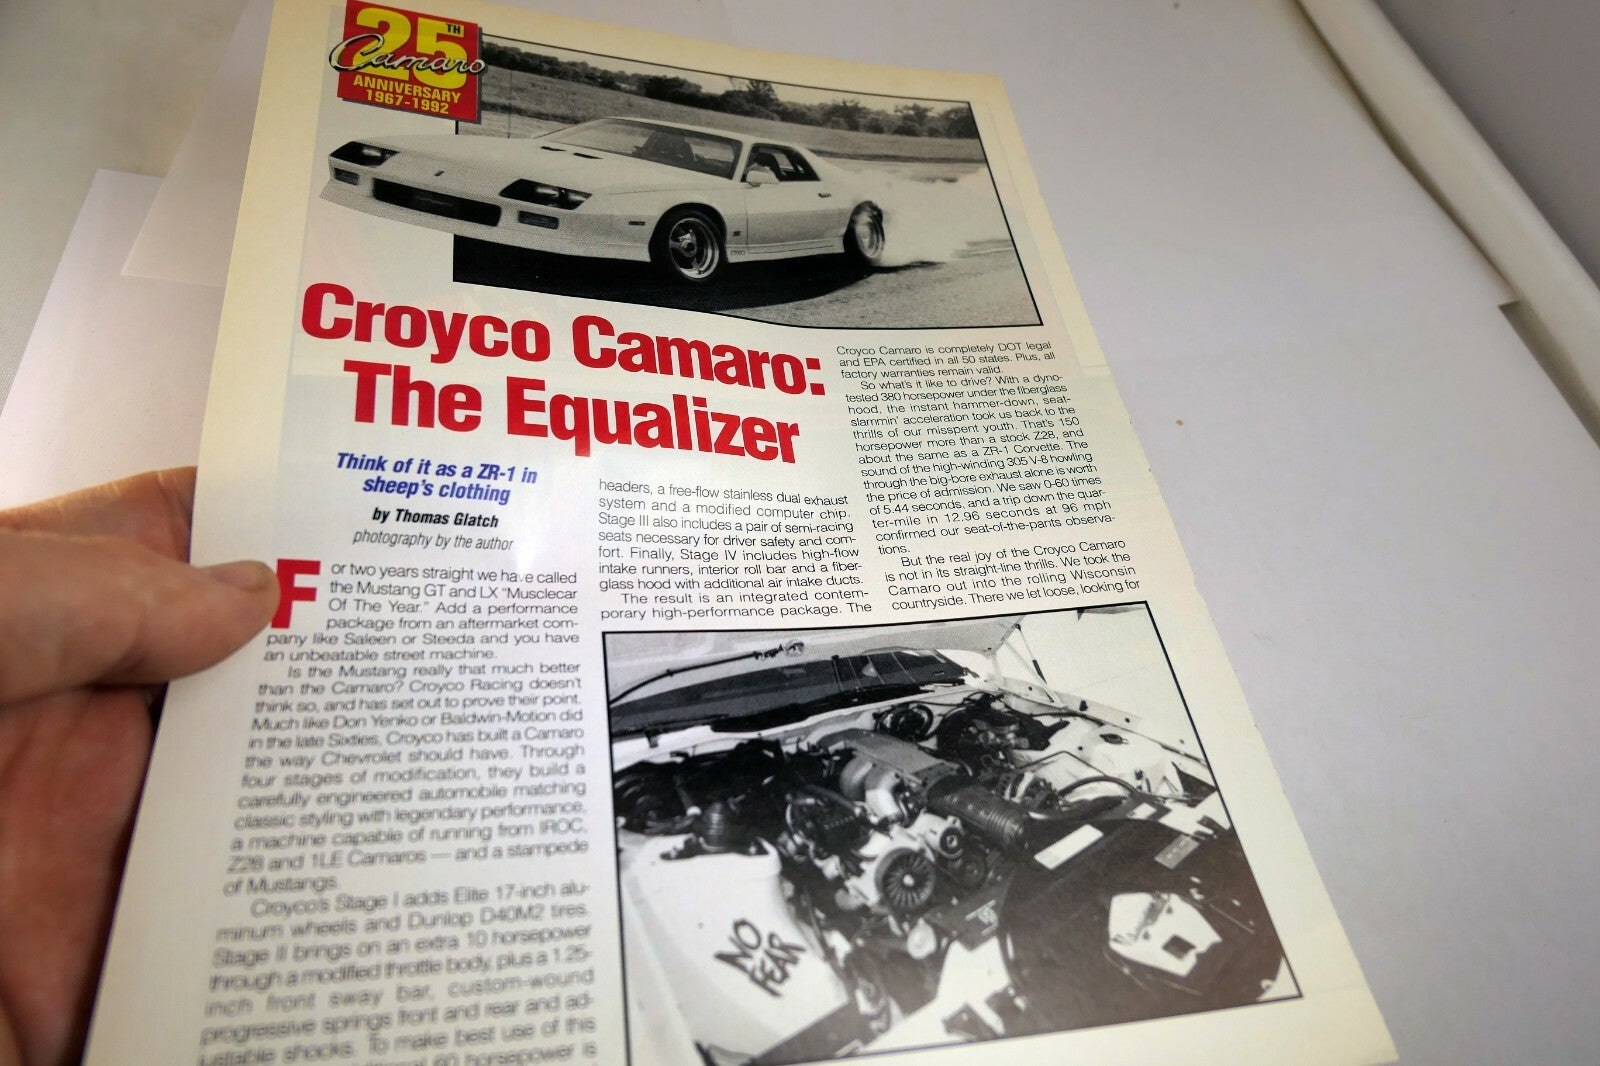 25TH
Camaro
ANNIVERSARY
1967-1992
Croyco Camaro:
The Equalizer
Think of it as a ZR-1 in
sheep's clothing
by Thomas Glatch
photography by the author
For two years straight we have called
the Mustang GT and LX "Musclecar
Of The Year." Add a performance
package from an aftermarket com-
pany like Saleen or Steeda and you have
an unbeatable street machine.
Is the Mustang really that much better
than the Camaro? Croyco Racing doesn't
think so, and has set out to prove their point.
Much like Don Yenko or Baldwin-Motion did
in the late Sixties, Croyco has built a Camaro
the way Chevrolet should have. Through
four stages of modification, they build a
carefully engineered automobile matching
classic styling with legendary performance,
a machine capable of running from IROC,
Z28 and 1LE Camaros — and a stampede
of Mustangs.
Croyco's Stage I adds Elite 17-inch alu-
minum wheels and Dunlop D40M2 tires.
Stage II brings on an extra 10 horsepower
through a modified throttle body, plus a 1.25-
inch front sway bar, custom-wound
progressive springs front and rear and ad-
justable shocks. To make best use of this
horsepower is
headers, a free-flow stainless dual exhaust
system and a modified computer chip.
Stage III also includes a pair of semi-racing
seats necessary for driver safety and com-
fort. Finally, Stage IV includes high-flow
intake runners, interior roll bar and a fiber-
glass hood with additional air intake ducts.
The result is an integrated contem-
porary high-performance package. The
Croyco Camaro is completely DOT legal
and EPA certified in all 50 states. Plus, all
factory warranties remain valid.
So what's it like to drive? With a dyno-
tested 380 horsepower under the fiberglass
hood, the instant hammer-down, seat-
slammin' acceleration took us back to the
thrills of our misspent youth. That's 150
horsepower more than a stock Z28, and
about the same as a ZR-1 Corvette. The
sound of the high-winding 305 V-8 howling
through the big-bore exhaust alone is worth
the price of admission. We saw 0-60 times
of 5.44 seconds, and a trip down the quar-
ter-mile in 12.96 seconds at 96 mph
confirmed our seat-of-the-pants observa-
tions.
But the real joy of the Croyco Camaro
is not in its straight-line thrills. We took the
Camaro out into the rolling Wisconsin
countryside. There we let loose, looking for
NO
FEAR